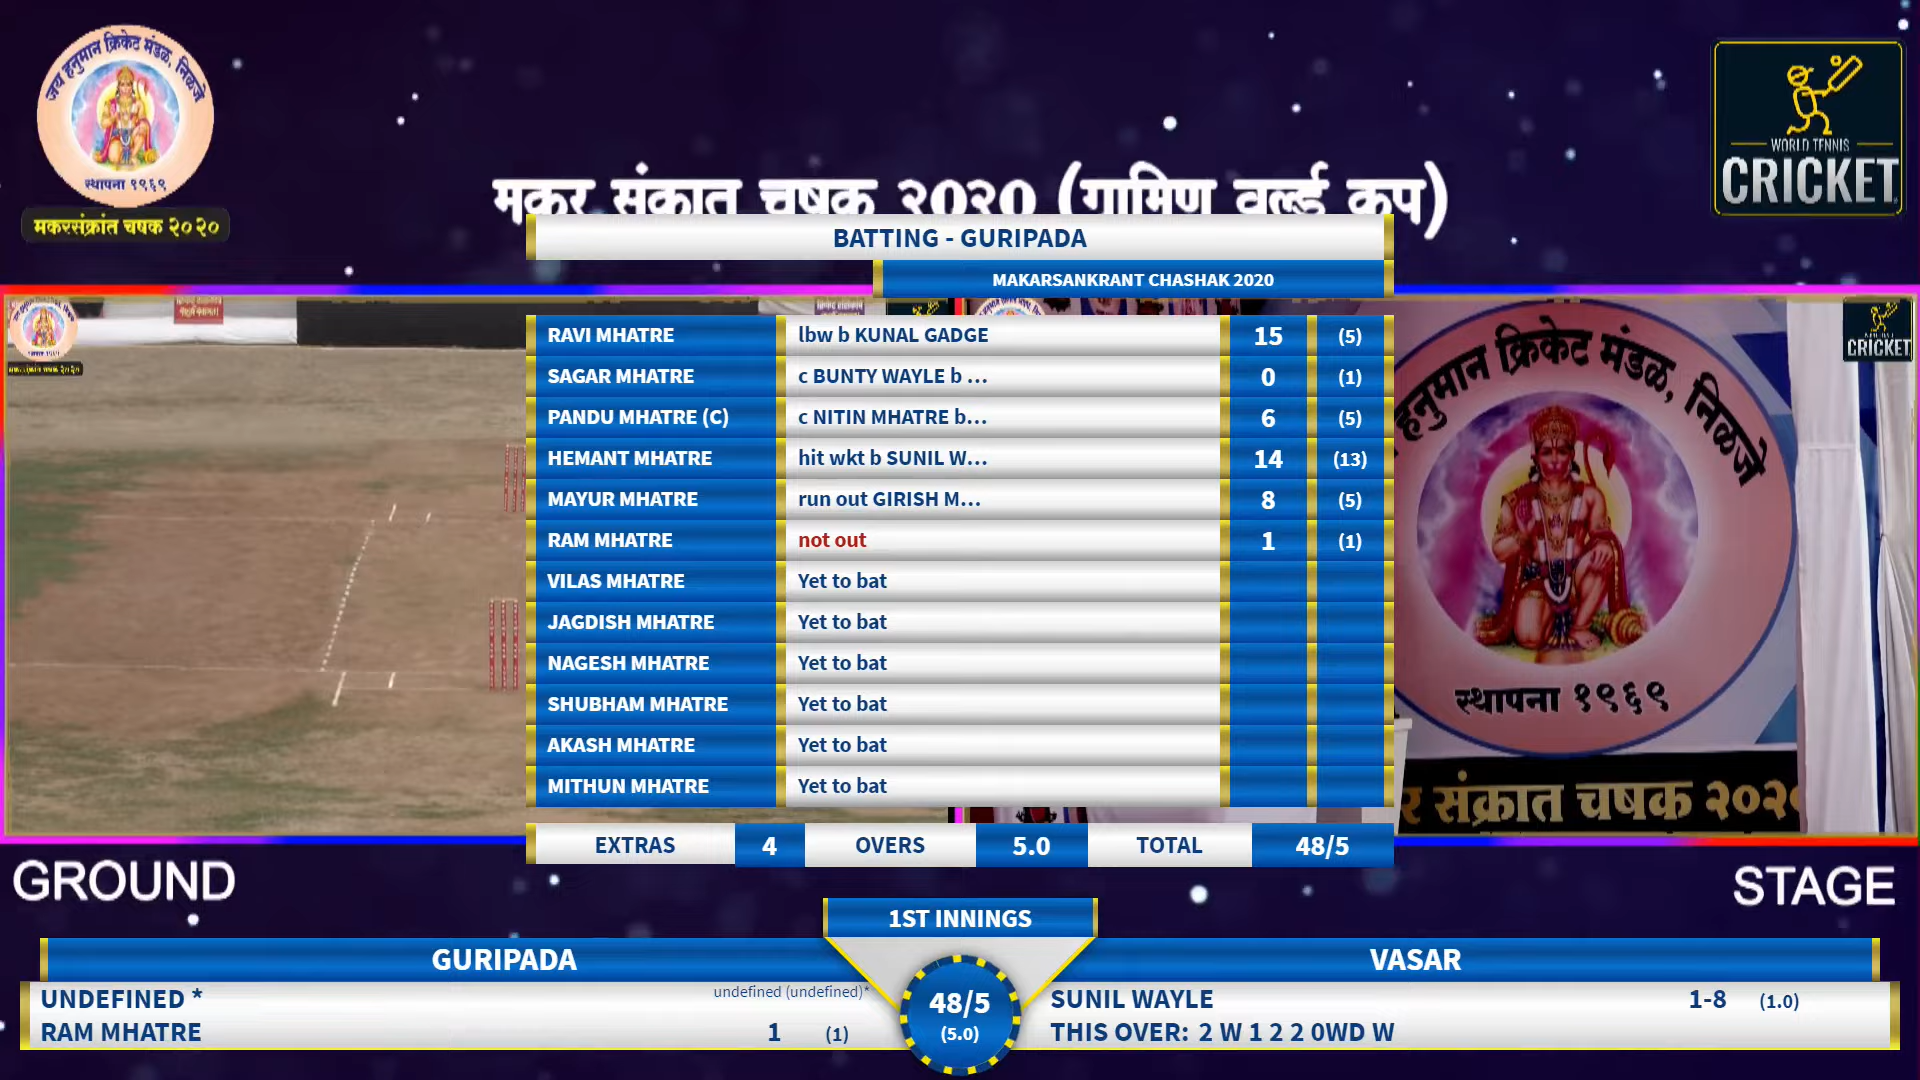 जय हनुमान क्रिकेट मंडळ, निळजे
स्थापना १९६९
मकरसंक्रांत चषक २०२०
WORLD TENNIS
CRICKET
मकर संक्रात चषक २०२० (ग्रामिण वर्ल्ड कप)
BATTING - GURIPADA
MAKARSANKRANT CHASHAK 2020
RAVI MHATRE lbw b KUNAL GADGE 15 (5)
SAGAR MHATRE c BUNTY WAYLE b ... 0 (1)
PANDU MHATRE (C) c NITIN MHATRE b... 6 (5)
HEMANT MHATRE hit wkt b SUNIL W... 14 (13)
MAYUR MHATRE run out GIRISH M... 8 (5)
RAM MHATRE not out 1 (1)
VILAS MHATRE Yet to bat
JAGDISH MHATRE Yet to bat
NAGESH MHATRE Yet to bat
SHUBHAM MHATRE Yet to bat
AKASH MHATRE Yet to bat
MITHUN MHATRE Yet to bat
EXTRAS 4 OVERS 5.0 TOTAL 48/5
CRICKET
हनुमान क्रिकेट मंडळ, निळजे
स्थापना १९६९
र संक्रात चषक २०२०
GROUND
STAGE
1ST INNINGS
GURIPADA
VASAR
UNDEFINED * undefined (undefined)*
RAM MHATRE 1 (1)
48/5
(5.0)
SUNIL WAYLE 1-8 (1.0)
THIS OVER: 2 W 1 2 2 0WD W